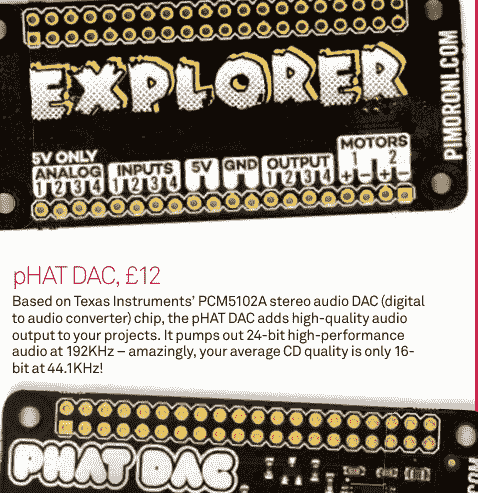 EXPLORER
PIMORONI.COM
5V ONLY
ANALOG INPUTS 5V GND OUTPUT MOTORS
1 2
1 2 3 4 1 2 3 4 1 2 3 4 + − + −
pHAT DAC, £12
Based on Texas Instruments’ PCM5102A stereo audio DAC (digital
to audio converter) chip, the pHAT DAC adds high-quality audio
output to your projects. It pumps out 24-bit high-performance
audio at 192KHz – amazingly, your average CD quality is only 16-
bit at 44.1KHz!
PHAT DAC